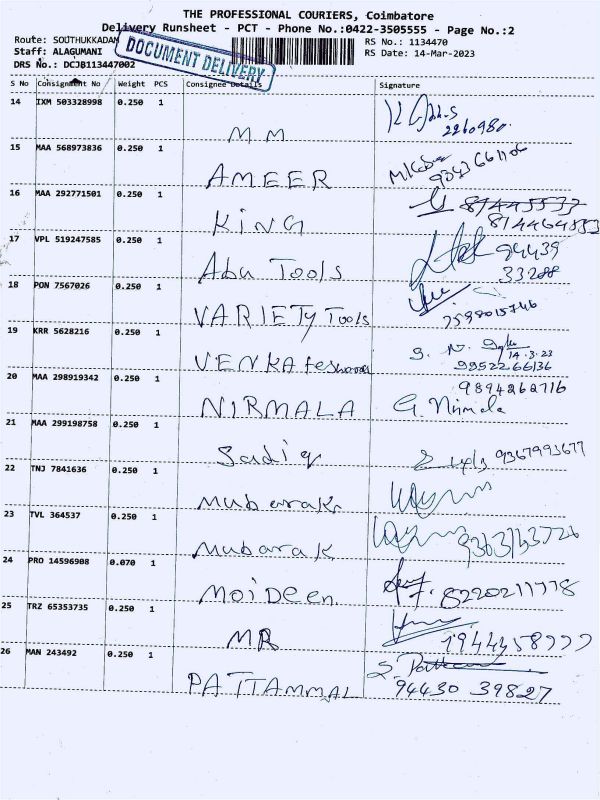 THE PROFESSIONAL COURIERS, Coimbatore
Delivery Runsheet - PCT - Phone No.:0422-3505555 - Page No.:2
Route: SOUTHUKKADAM
RS No.: 1134470
Staff: ALAGUMANI
RS Date: 14-Mar-2023
DRS No.: DCJB113447002
DOCUMENT DELIVERY
S No Consignment No Weight PCS Consignee Details Signature
14 IXM 503328998 0.250 1
M M
2260980
15 MAA 568973836 0.250 1
AMEER
16 MAA 292771501 0.250 1
KING
17 VPL 519247585 0.250 1
Abu Tools
94439
33288
18 PON 7567026 0.250 1
VARIETy Tools
7598015746
19 KRR 5628216 0.250 1
VENKAteshwara
14.3.23
9952266136
20 MAA 298919342 0.250 1
NIRMALA
9894262716
G. Nirmala
21 MAA 299198758 0.250 1
Sadiq
9367993677
22 TNJ 7841636 0.250 1
Mubarak
23 TVL 364537 0.250 1
Mubarak
9363143726
24 PRO 14596908 0.070 1
MoiDeen
8220211778
25 TRZ 65353735 0.250 1
MR
26 MAN 243492 0.250 1
PATTAMMAL
94430 39827